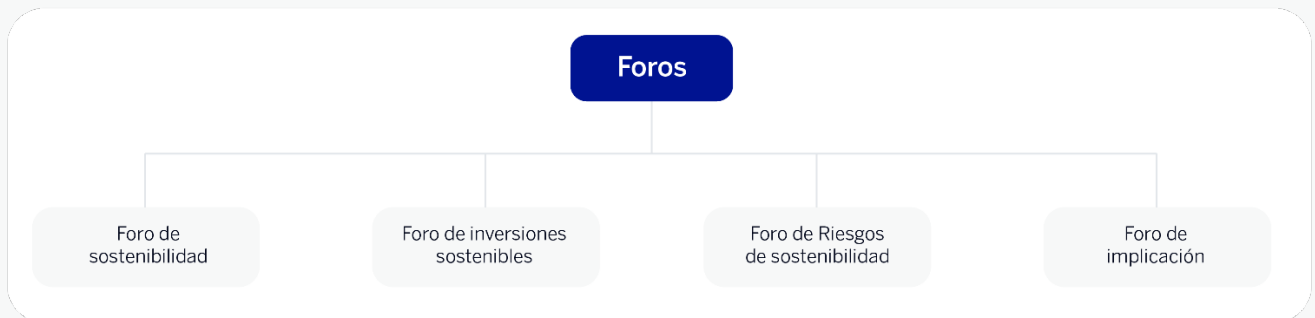 Foros
Foro de
sostenibilidad
Foro de inversiones
sostenibles
Foro de Riesgos
de sostenibilidad
Foro de
implicación